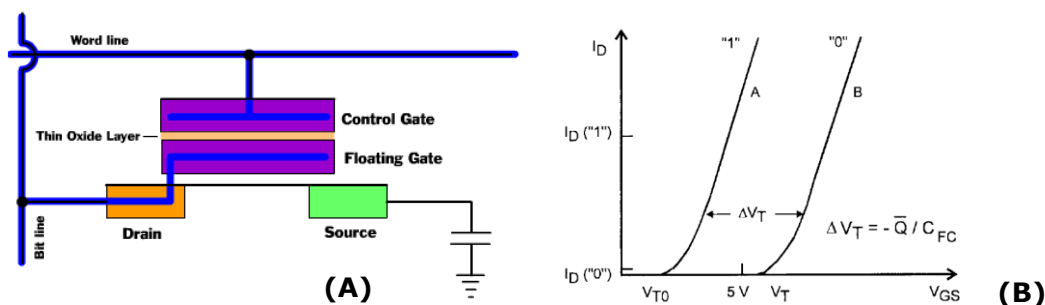 Word line
Control Gate
Thin Oxide Layer
Floating Gate
Drain
Source
Bit line
(A)
I_D
"1"
"0"
A
B
I_D ("1")
ΔV_T
Δ V_T = - Q̅ / C_FC
I_D ("0")
V_T0
5 V
V_T
V_GS
(B)